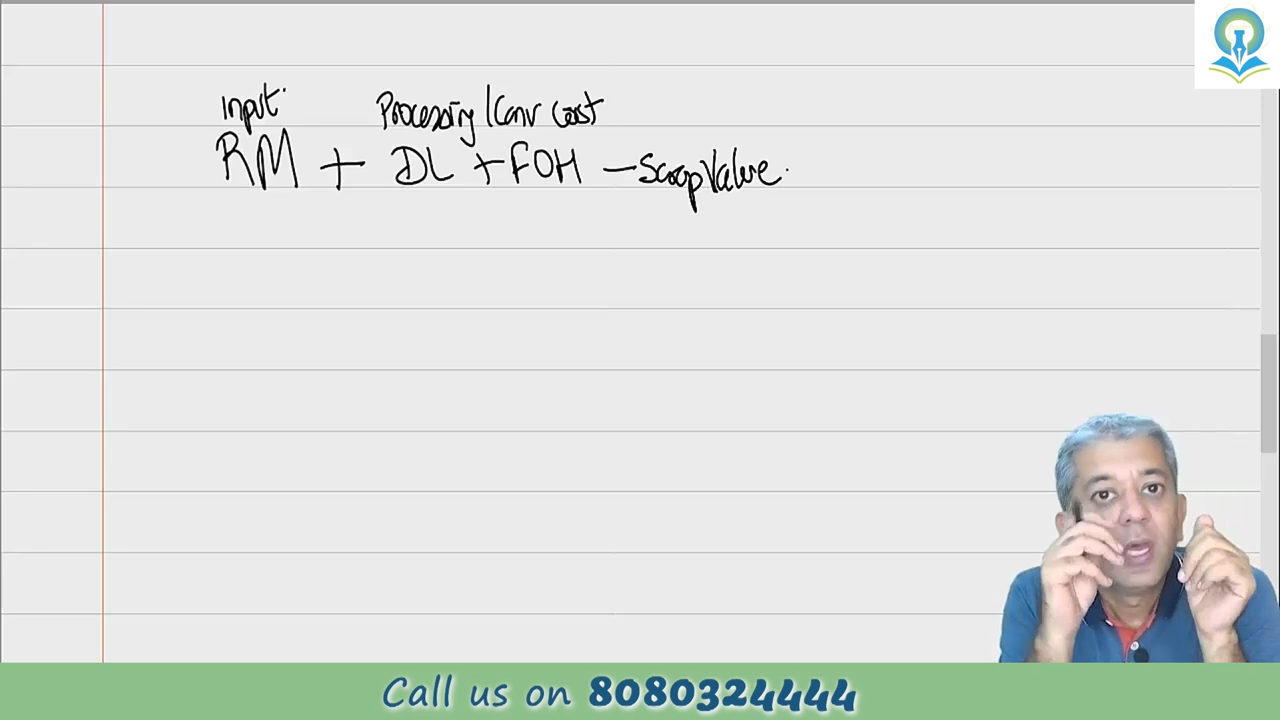 Input Processing / Conv Cost
RM + DL + FOH - Scrap Value
Call us on 8080324444